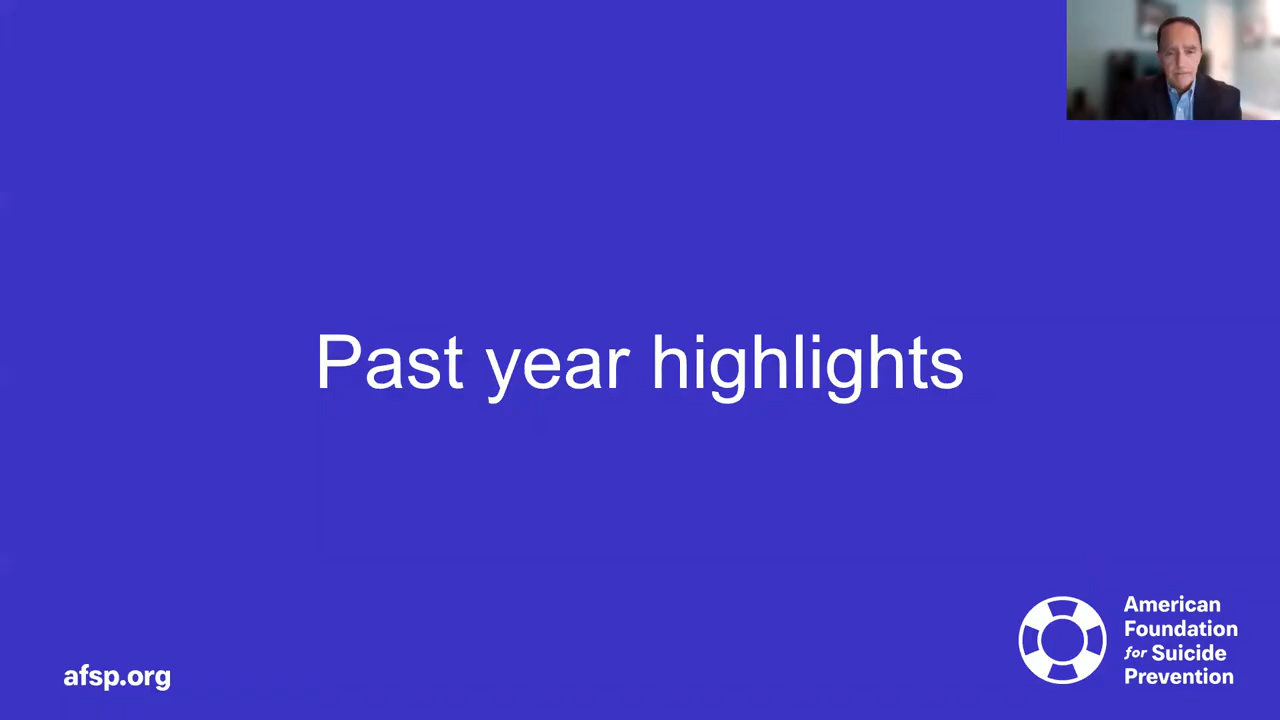 Past year highlights
afsp.org
American
Foundation
for Suicide
Prevention